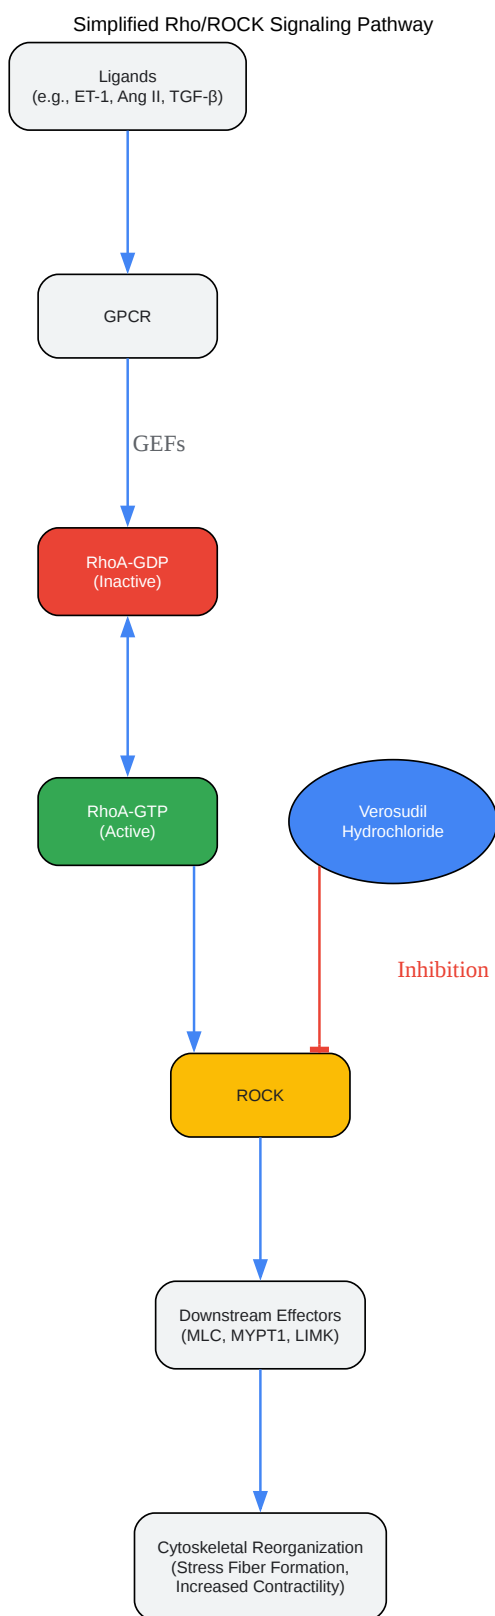 Simplified Rho/ROCK Signaling Pathway
Ligands
(e.g., ET-1, Ang II, TGF-β)
GPCR
GEFs
RhoA-GDP
(Inactive)
RhoA-GTP
(Active)
Verosudil
Hydrochloride
Inhibition
ROCK
Downstream Effectors
(MLC, MYPT1, LIMK)
Cytoskeletal Reorganization
(Stress Fiber Formation,
Increased Contractility)